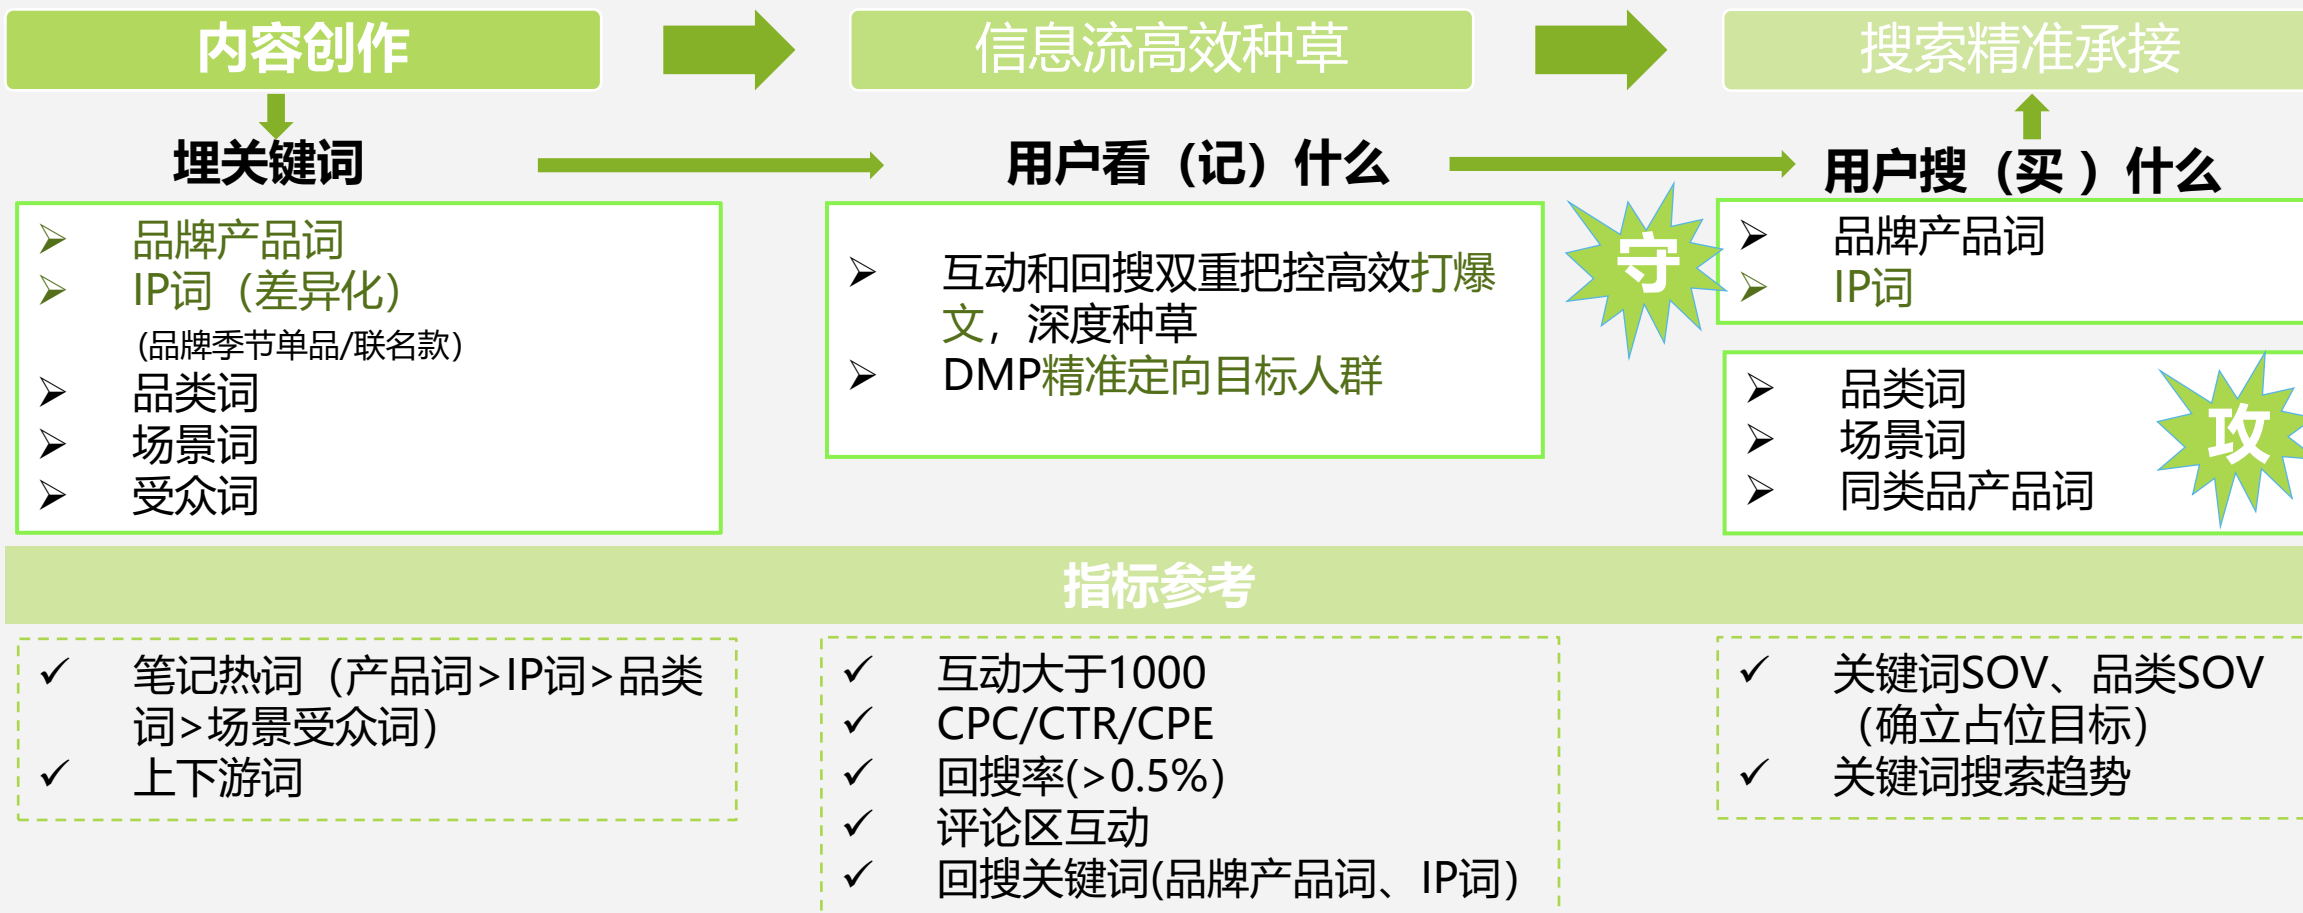 内容创作
信息流高效种草
搜索精准承接
埋关键词
用户看（记）什么
用户搜（买 ）什么
品牌产品词
IP词（差异化）
(品牌季节单品/联名款）
品类词
场景词
受众词
互动和回搜双重把控高效打爆
文，深度种草
DMP精准定向目标人群
守
品牌产品词
IP词
品类词
场景词
同类品产品词
攻
指标参考
笔记热词（产品词>IP词>品类
词>场景受众词）
上下游词
互动大于1000
CPC/CTR/CPE
回搜率(>0.5%）
评论区互动
回搜关键词(品牌产品词、IP词）
关键词SOV、品类SOV
（确立占位目标）
关键词搜索趋势